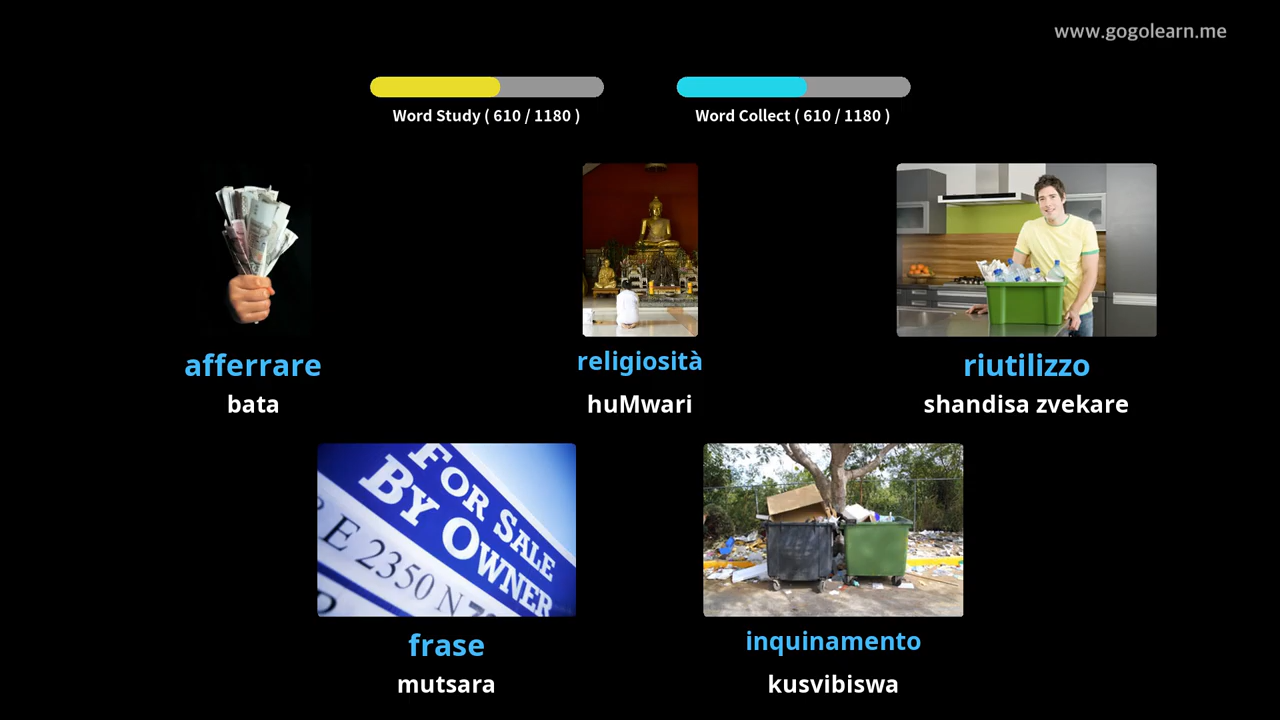 www.gogolearn.me
Word Study ( 610 / 1180 )
Word Collect ( 610 / 1180 )
afferrare
bata
religiosità
huMwari
riutilizzo
shandisa zvekare
FOR SALE
BY OWNER
E 2350 N
frase
mutsara
inquinamento
kusvibiswa